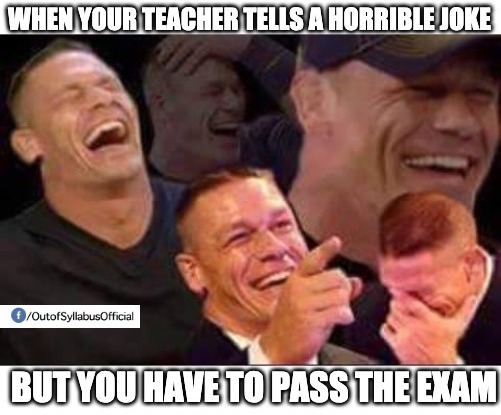 WHEN YOUR TEACHER TELLS A HORRIBLE JOKE
f/OutofSyllabusOfficial
BUT YOU HAVE TO PASS THE EXAM